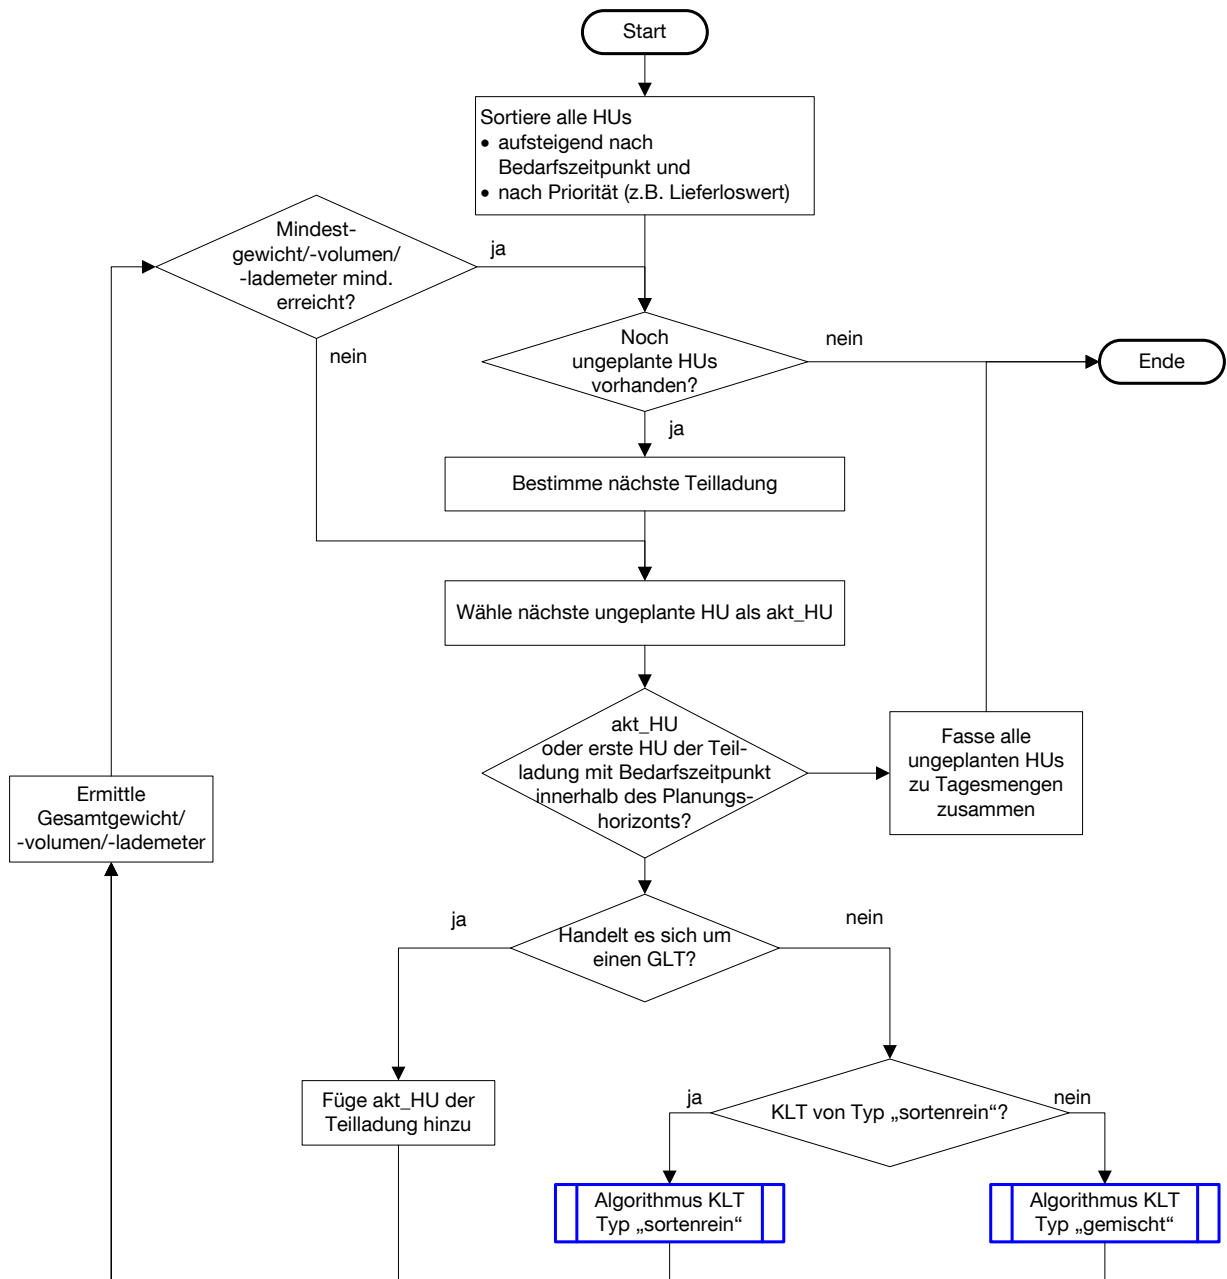 Start
Sortiere alle HUs
• aufsteigend nach
Bedarfszeitpunkt und
• nach Priorität (z.B. Lieferloswert)
Mindest-
gewicht/-volumen/
-lademeter mind.
erreicht?
ja
nein
Noch
ungeplante HUs
vorhanden?
nein
Ende
ja
Bestimme nächste Teilladung
Wähle nächste ungeplante HU als akt_HU
akt_HU
oder erste HU der Teil-
ladung mit Bedarfszeitpunkt
innerhalb des Planungs-
horizonts?
Fasse alle
ungeplanten HUs
zu Tagesmengen
zusammen
Ermittle
Gesamtgewicht/
-volumen/-lademeter
ja
Handelt es sich um
einen GLT?
nein
Füge akt_HU der
Teilladung hinzu
ja
KLT von Typ „sortenrein“?
nein
Algorithmus KLT
Typ „sortenrein“
Algorithmus KLT
Typ „gemischt“